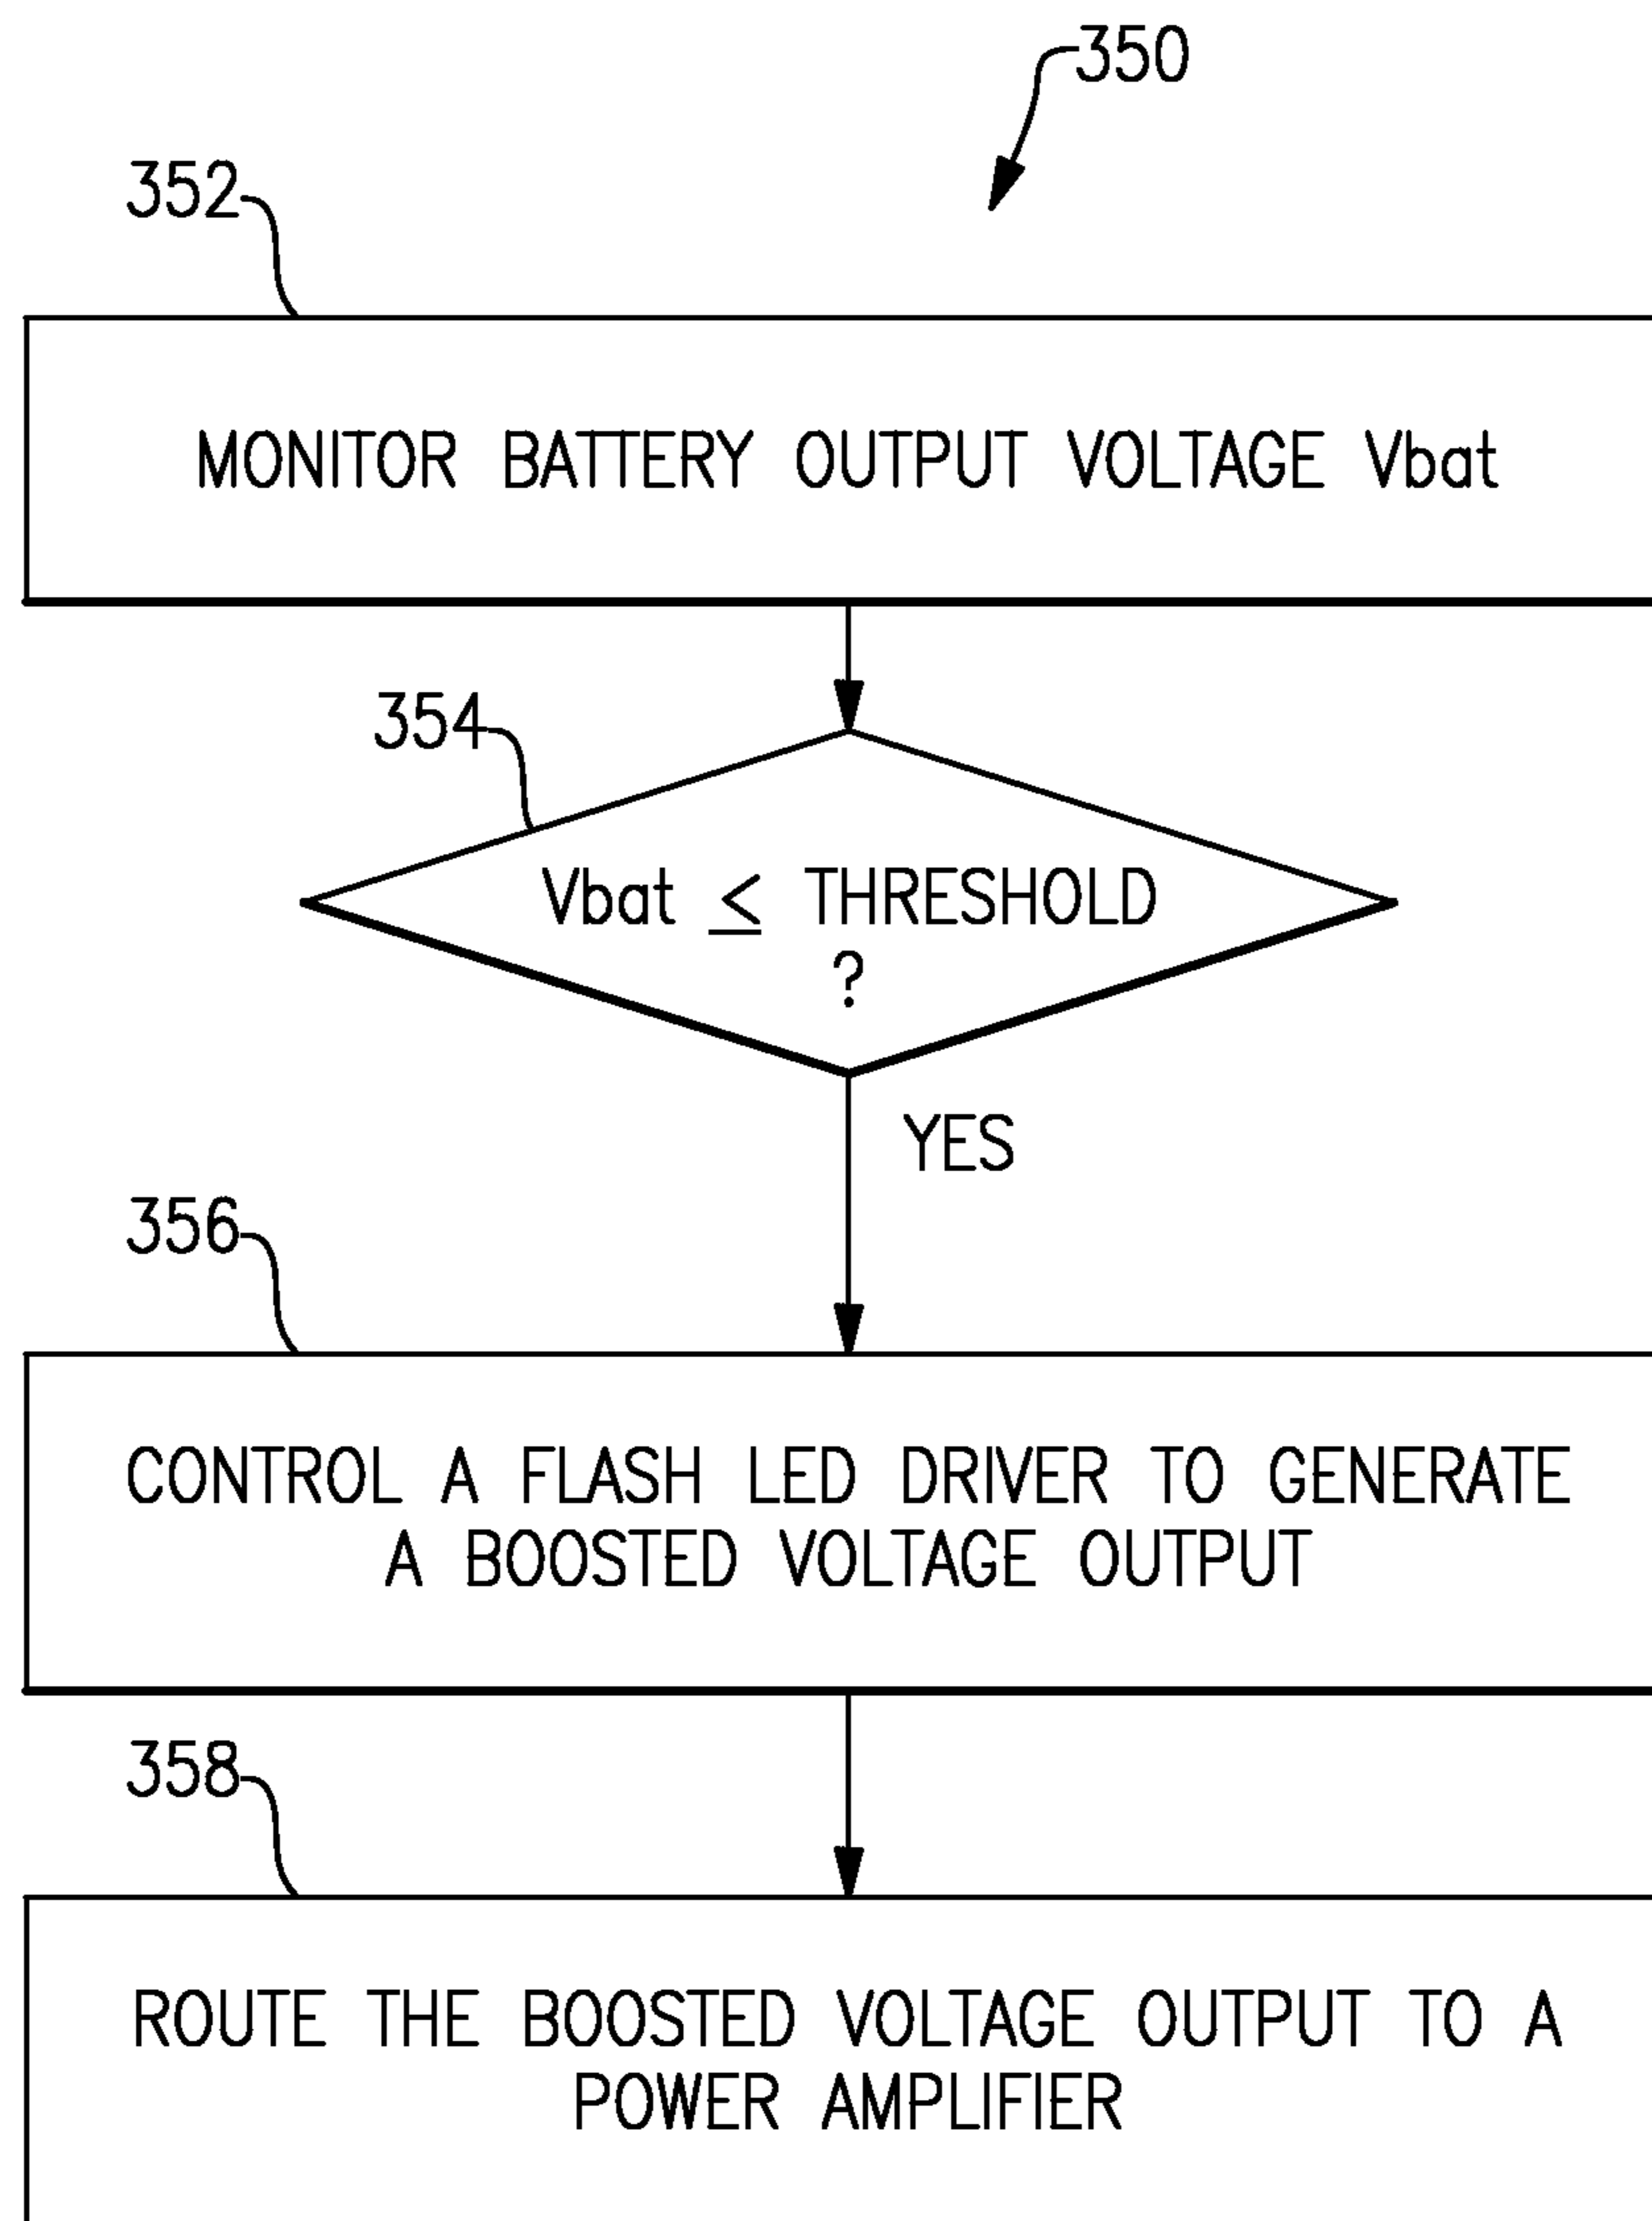 350
352
MONITOR BATTERY OUTPUT VOLTAGE Vbat
354
Vbat ≤ THRESHOLD
?
YES
356
CONTROL A FLASH LED DRIVER TO GENERATE
A BOOSTED VOLTAGE OUTPUT
358
ROUTE THE BOOSTED VOLTAGE OUTPUT TO A
POWER AMPLIFIER